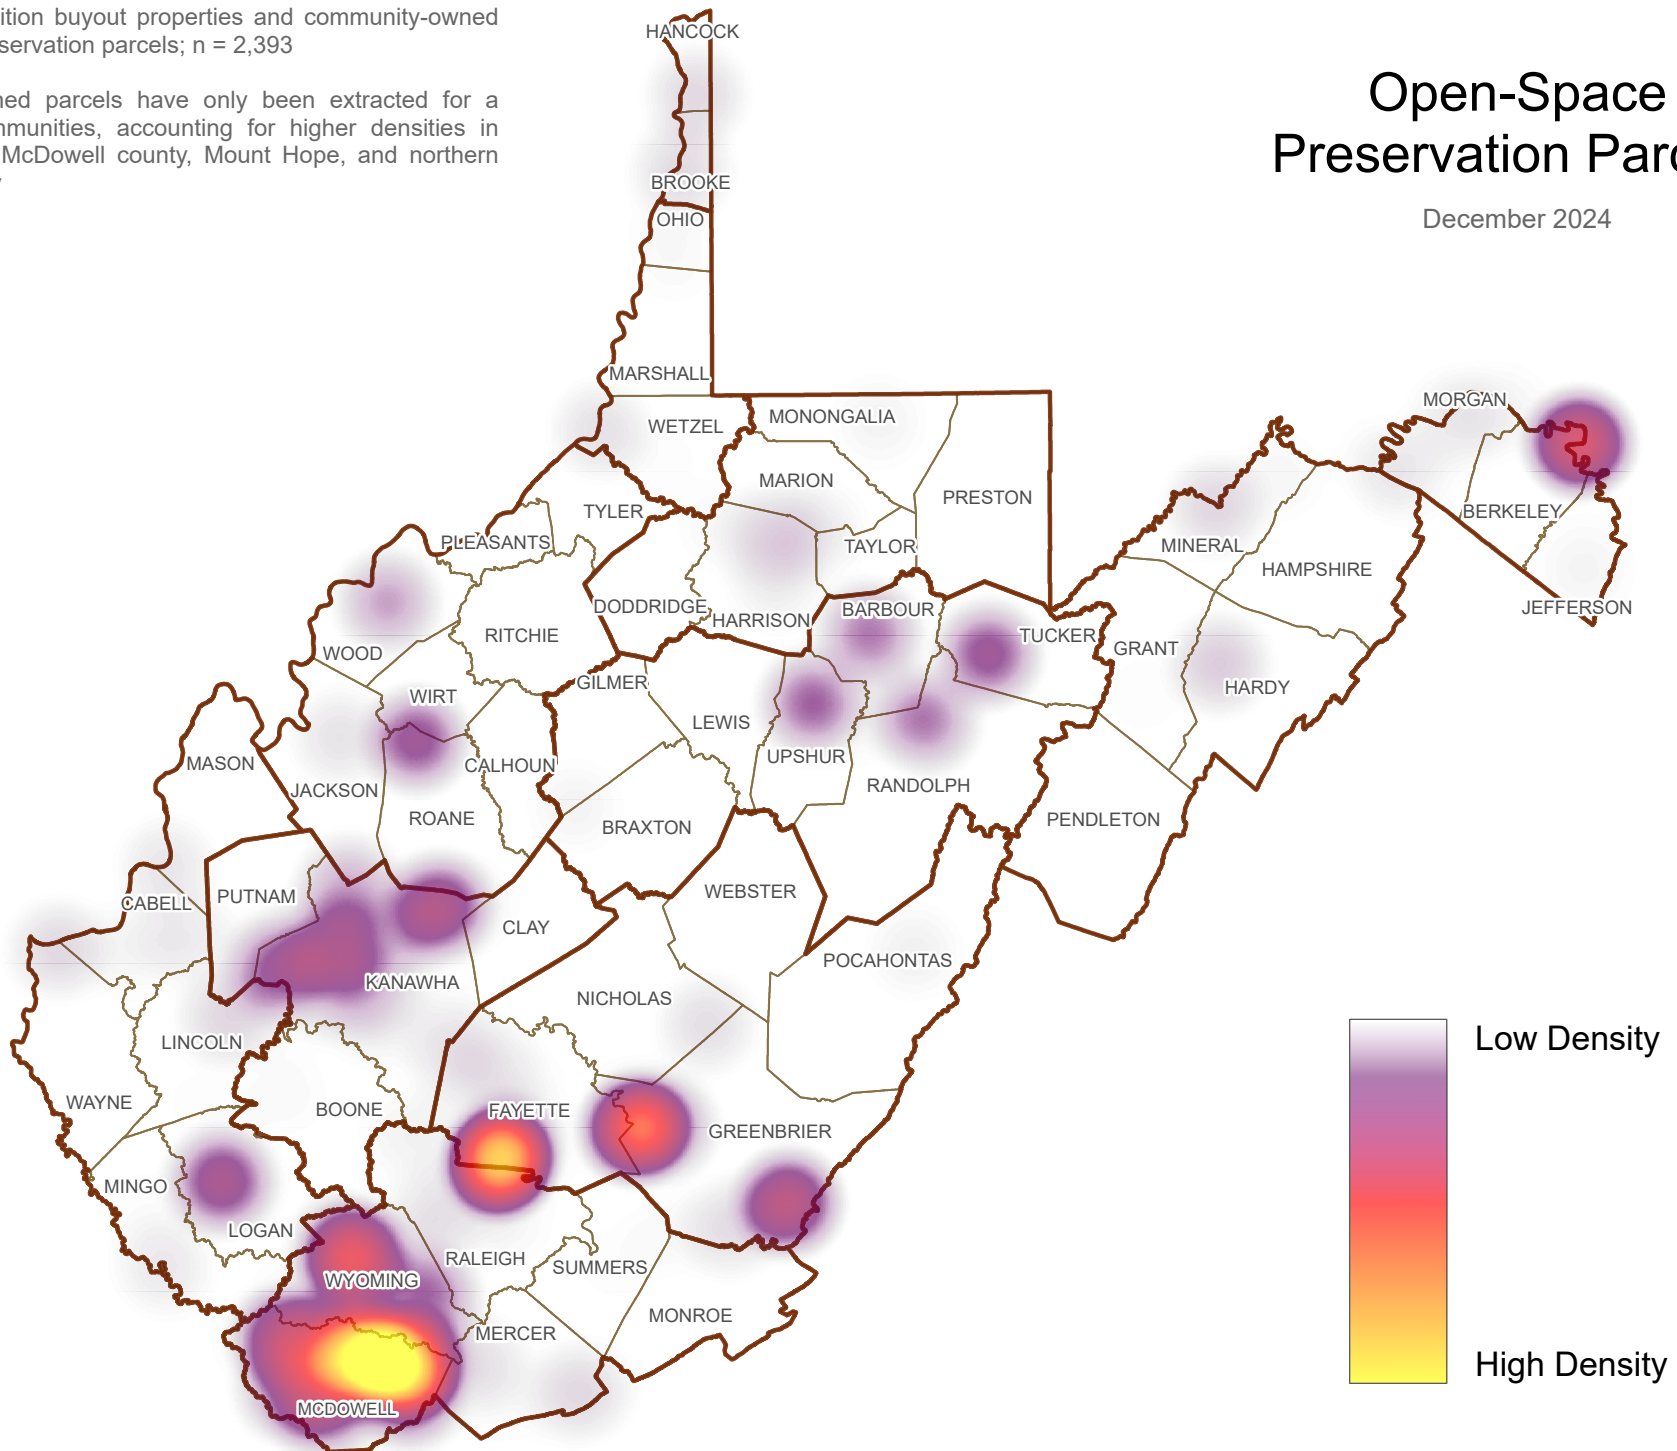 ition buyout properties and community-owned
servation parcels; n = 2,393
ned parcels have only been extracted for a
mmunities, accounting for higher densities in
McDowell county, Mount Hope, and northern
Open-Space
Preservation Parc
December 2024
HANCOCK
BROOKE
OHIO
MARSHALL
WETZEL
MONONGALIA
MORGAN
MARION
PRESTON
TYLER
BERKELEY
PLEASANTS
TAYLOR
MINERAL
HAMPSHIRE
DODDRIDGE
HARRISON
BARBOUR
JEFFERSON
RITCHIE
TUCKER
WOOD
GRANT
GILMER
WIRT
HARDY
LEWIS
UPSHUR
MASON
CALHOUN
JACKSON
RANDOLPH
ROANE
BRAXTON
PENDLETON
CABELL
PUTNAM
WEBSTER
CLAY
POCAHONTAS
KANAWHA
NICHOLAS
LINCOLN
WAYNE
BOONE
FAYETTE
GREENBRIER
MINGO
LOGAN
RALEIGH
SUMMERS
WYOMING
MONROE
MERCER
MCDOWELL
Low Density
High Density